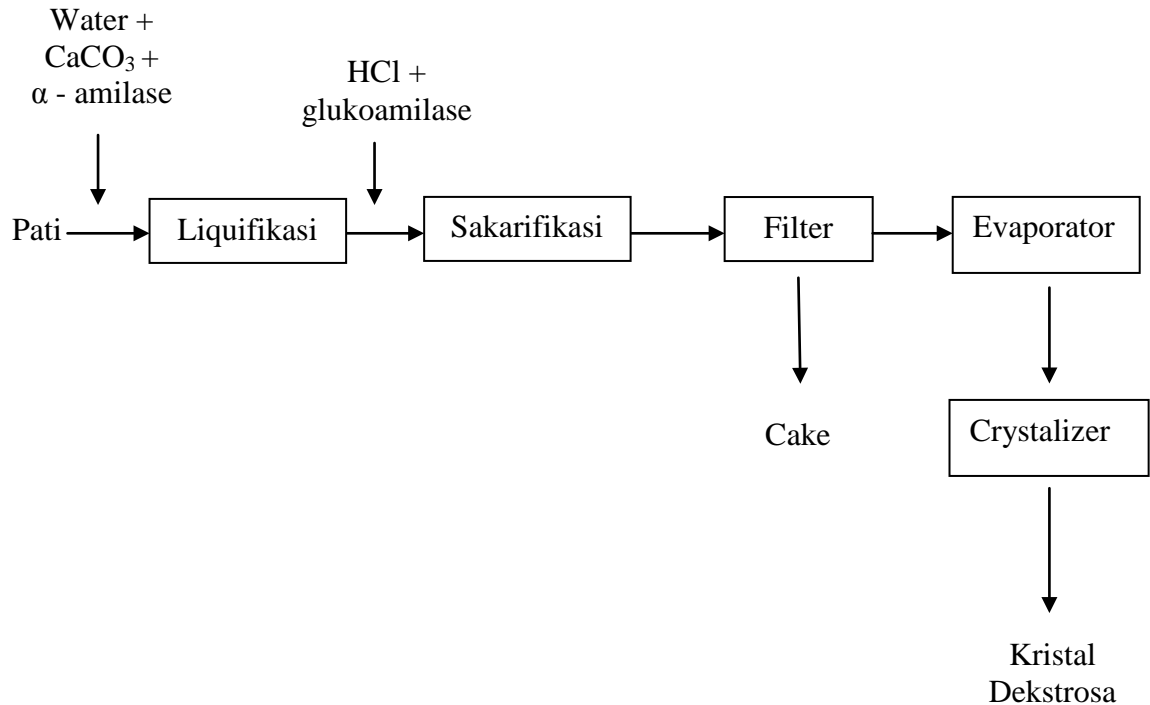 Water +
CaCO₃ +
α - amilase
HCl +
glukoamilase
Pati
Liquifikasi
Sakarifikasi
Filter
Evaporator
Cake
Crystalizer
Kristal
Dekstrosa